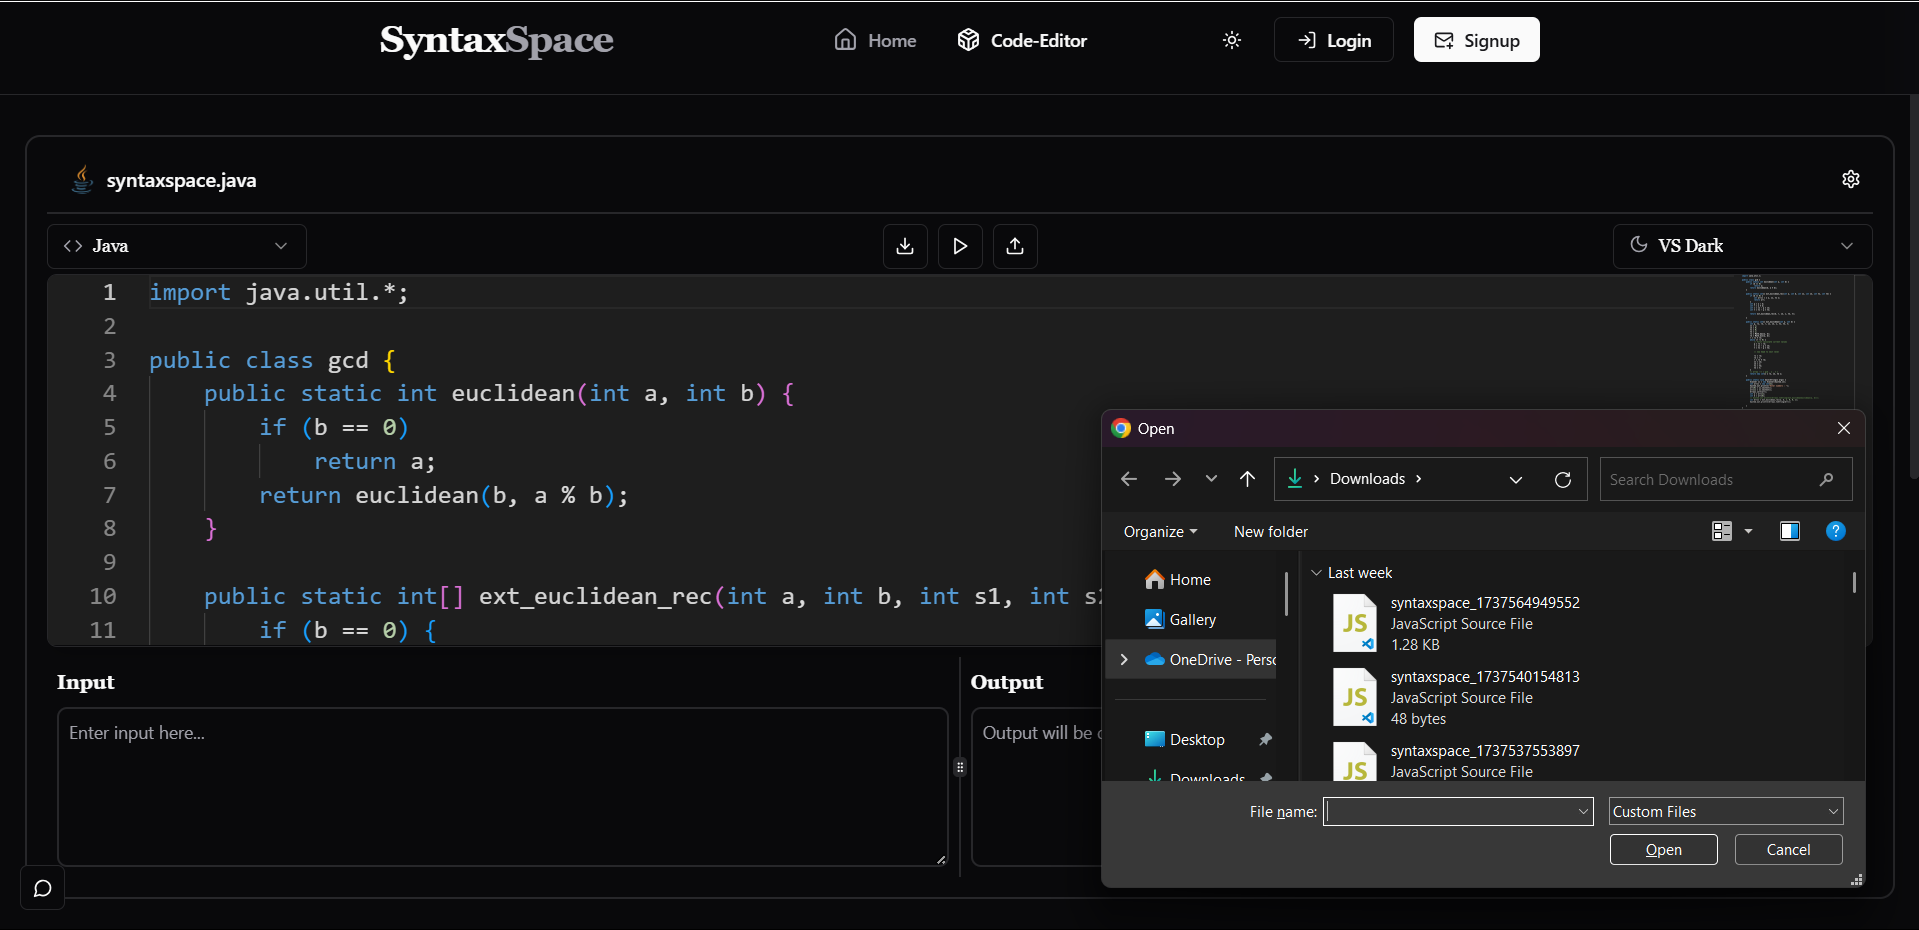 SyntaxSpace
Home
Code-Editor
Login
Signup
syntaxspace.java
Java
VS Dark
1 import java.util.*;
2
3 public class gcd {
4 public static int euclidean(int a, int b) {
5 if (b == 0)
6 return a;
7 return euclidean(b, a % b);
8 }
9
10 public static int[] ext_euclidean_rec(int a, int b, int s1, int s2
11 if (b == 0) {
Input
Enter input here...
Output
Output will be
Open
Downloads
Search Downloads
Organize
New folder
Home
Gallery
OneDrive - Perso
Desktop
Downloads
Last week
syntaxspace_1737564949552
JavaScript Source File
1.28 KB
syntaxspace_1737540154813
JavaScript Source File
48 bytes
syntaxspace_1737537553897
JavaScript Source File
JS
JS
JS
File name:
Custom Files
Open
Cancel